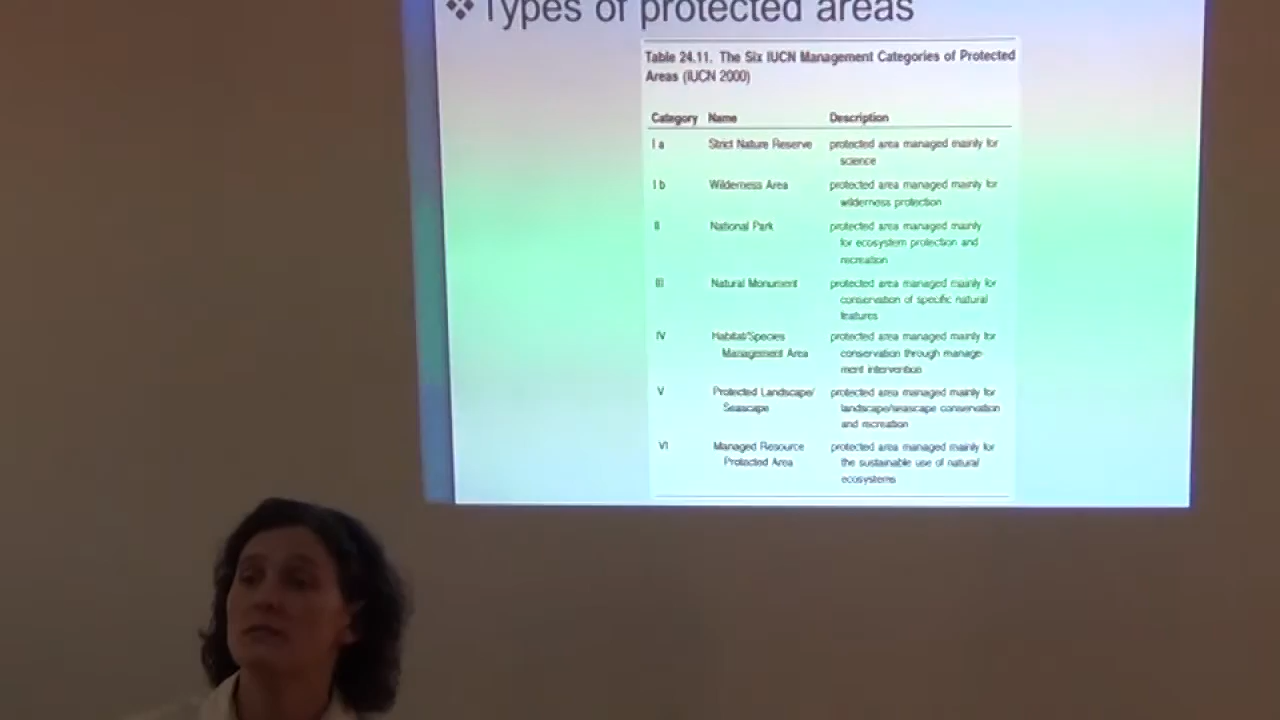 ❖ Types of protected areas
Table 24.11. The Six IUCN Management Categories of Protected
Areas (IUCN 2000)
Category Name Description
I a Strict Nature Reserve protected area managed mainly for
science
I b Wilderness Area protected area managed mainly for
wilderness protection
II National Park protected area managed mainly
for ecosystem protection and
recreation
III Natural Monument protected area managed mainly for
conservation of specific natural
features
IV Habitat/Species protected area managed mainly for
Management Area conservation through manage-
ment intervention
V Protected Landscape/ protected area managed mainly for
Seascape landscape/seascape conservation
and recreation
VI Managed Resource protected area managed mainly for
Protected Area the sustainable use of natural
ecosystems